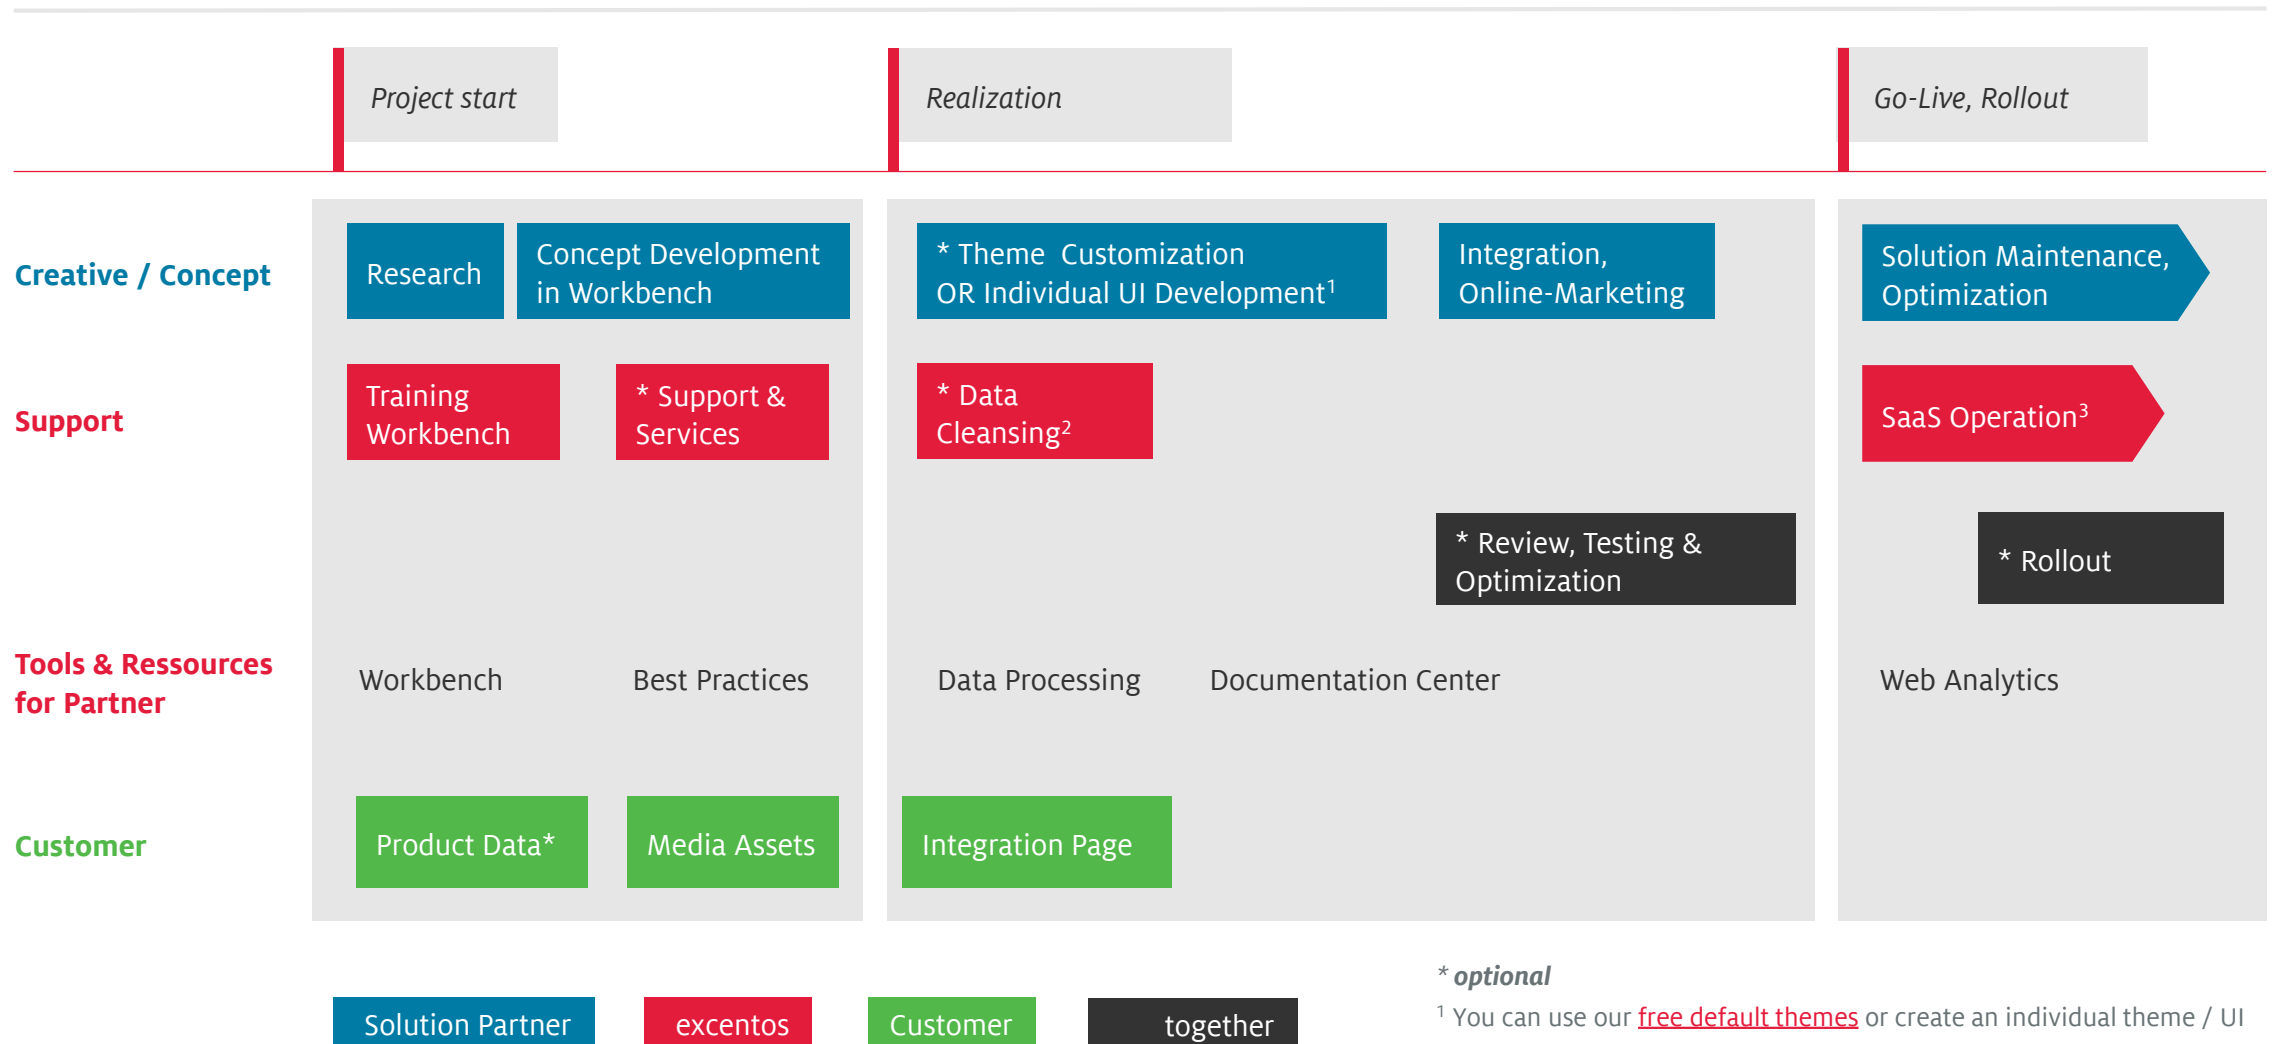 Project start
Realization
Go-Live, Rollout
Creative / Concept
Research
Concept Development
in Workbench
* Theme Customization
OR Individual UI Development¹
Integration,
Online-Marketing
Solution Maintenance,
Optimization
Support
Training
Workbench
* Support &
Services
* Data
Cleansing²
SaaS Operation³
* Review, Testing &
Optimization
* Rollout
Tools & Ressources
for Partner
Workbench
Best Practices
Data Processing
Documentation Center
Web Analytics
Customer
Product Data*
Media Assets
Integration Page
* optional
¹ You can use our free default themes or create an individual theme / UI
Solution Partner
excentos
Customer
together